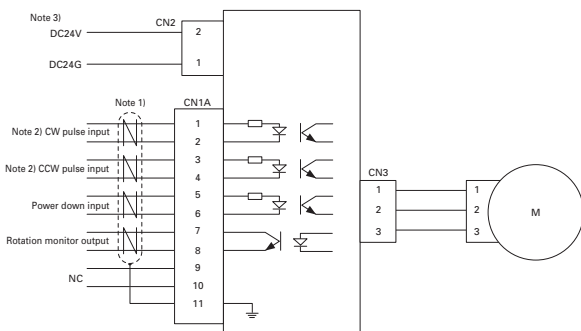 Note 3)
DC24V
DC24G
CN2
2
1
Note 1)
CN1A
Note 2) CW pulse input
1
2
Note 2) CCW pulse input
3
4
Power down input
5
6
Rotation monitor output
7
8
NC
9
10
11
CN3
1
2
3
1
2
3
M